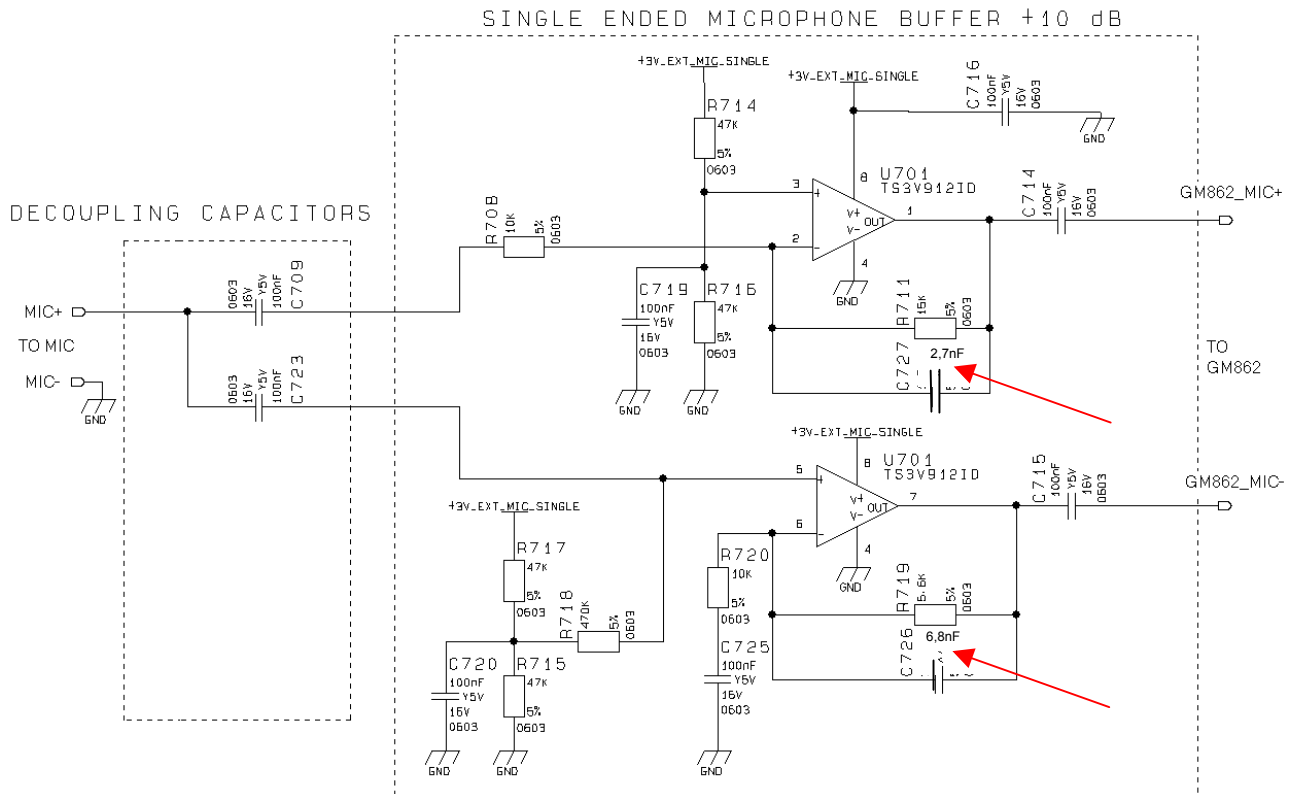 SINGLE ENDED MICROPHONE BUFFER +10 dB
DECOUPLING CAPACITORS
MIC+
TO MIC
MIC-
GND
0603
16V
Y5V
100nF
C709
0603
16V
Y5V
100nF
C723
R708
10K
5%
0603
+3V_EXT_MIC_SINGLE
R714
47K
5%
0603
+3V_EXT_MIC_SINGLE
C716
100nF
Y5V
16V
0603
GND
3
+
2
-
8
U701
TS3V912ID
V+
V-
OUT
1
4
GND
C714
100nF
Y5V
16V
0603
GM862_MIC+
C719
100nF
Y5V
16V
0603
GND
R716
47K
5%
0603
GND
R711
15K
5%
0603
C727
2,7nF
TO
GM862
+3V_EXT_MIC_SINGLE
8
U701
TS3V912ID
5
+
6
-
V+
V-
OUT
7
4
GND
C715
100nF
Y5V
16V
0603
GM862_MIC-
+3V_EXT_MIC_SINGLE
R717
47K
5%
0603
R718
470K
5%
0603
C720
100nF
Y5V
16V
0603
GND
R715
47K
5%
0603
GND
R720
10K
5%
0603
C725
100nF
Y5V
16V
0603
GND
R719
5.6K
5%
0603
C726
6,8nF